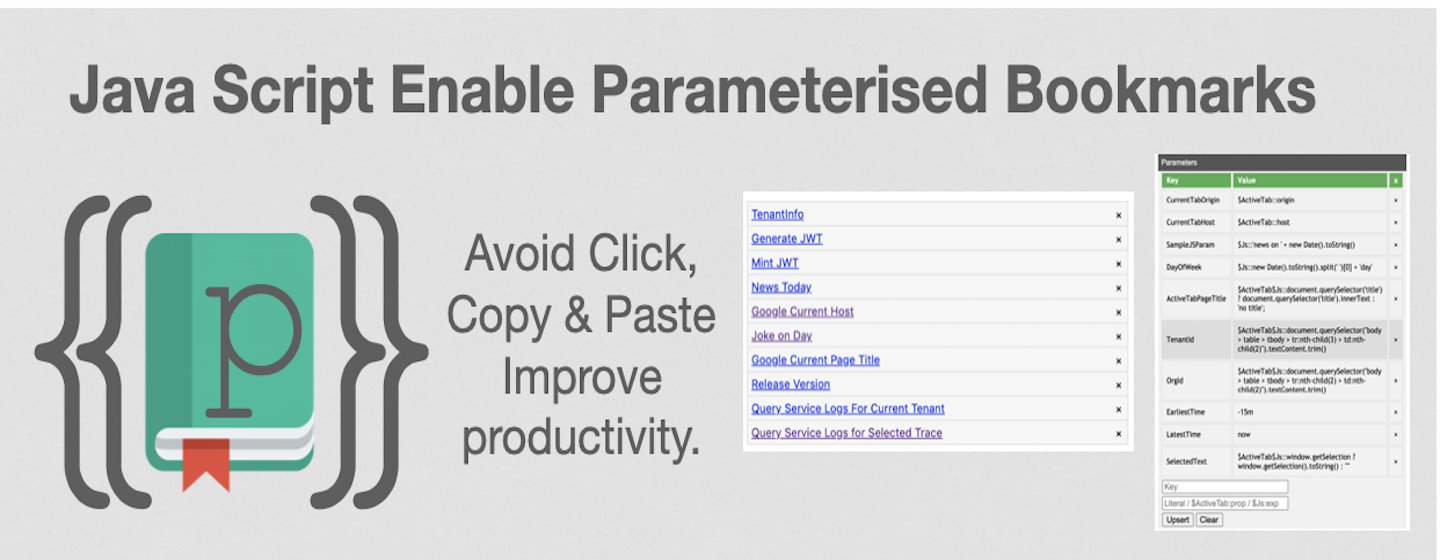 Java Script Enable Parameterised Bookmarks
{{
p
}}
Avoid Click,
Copy & Paste
Improve
productivity.
TenantInfo ×
Generate JWT ×
Mint JWT ×
News Today ×
Google Current Host ×
Joke on Day ×
Google Current Page Title ×
Release Version ×
Query Service Logs For Current Tenant ×
Query Service Logs for Selected Trace ×
Parameters
Key Value x
CurrentTabOrigin $ActiveTab::origin ×
CurrentTabHost $ActiveTab::host ×
SampleJSParam $Js::'news on ' + new Date().toString() ×
DayOfWeek $Js::new Date().toString().split(' ')[0] + 'day' ×
ActiveTabPageTitle $ActiveTab$Js::document.querySelector('title')
? document.querySelector('title').innerText :
'no title'; ×
TenantId $ActiveTab$Js::document.querySelector("body
> table > tbody > tr:nth-child(3) > td:nth-
child(2)").textContent.trim() ×
OrgId $ActiveTab$Js::document.querySelector("body
> table > tbody > tr:nth-child(2) > td:nth-
child(2)").textContent.trim() ×
EarliestTime -15m ×
LatestTime now ×
SelectedText $ActiveTab$Js::window.getSelection ?
window.getSelection().toString() : "" ×
Key
Literal / $ActiveTab:prop / $Js:exp
Upsert Clear